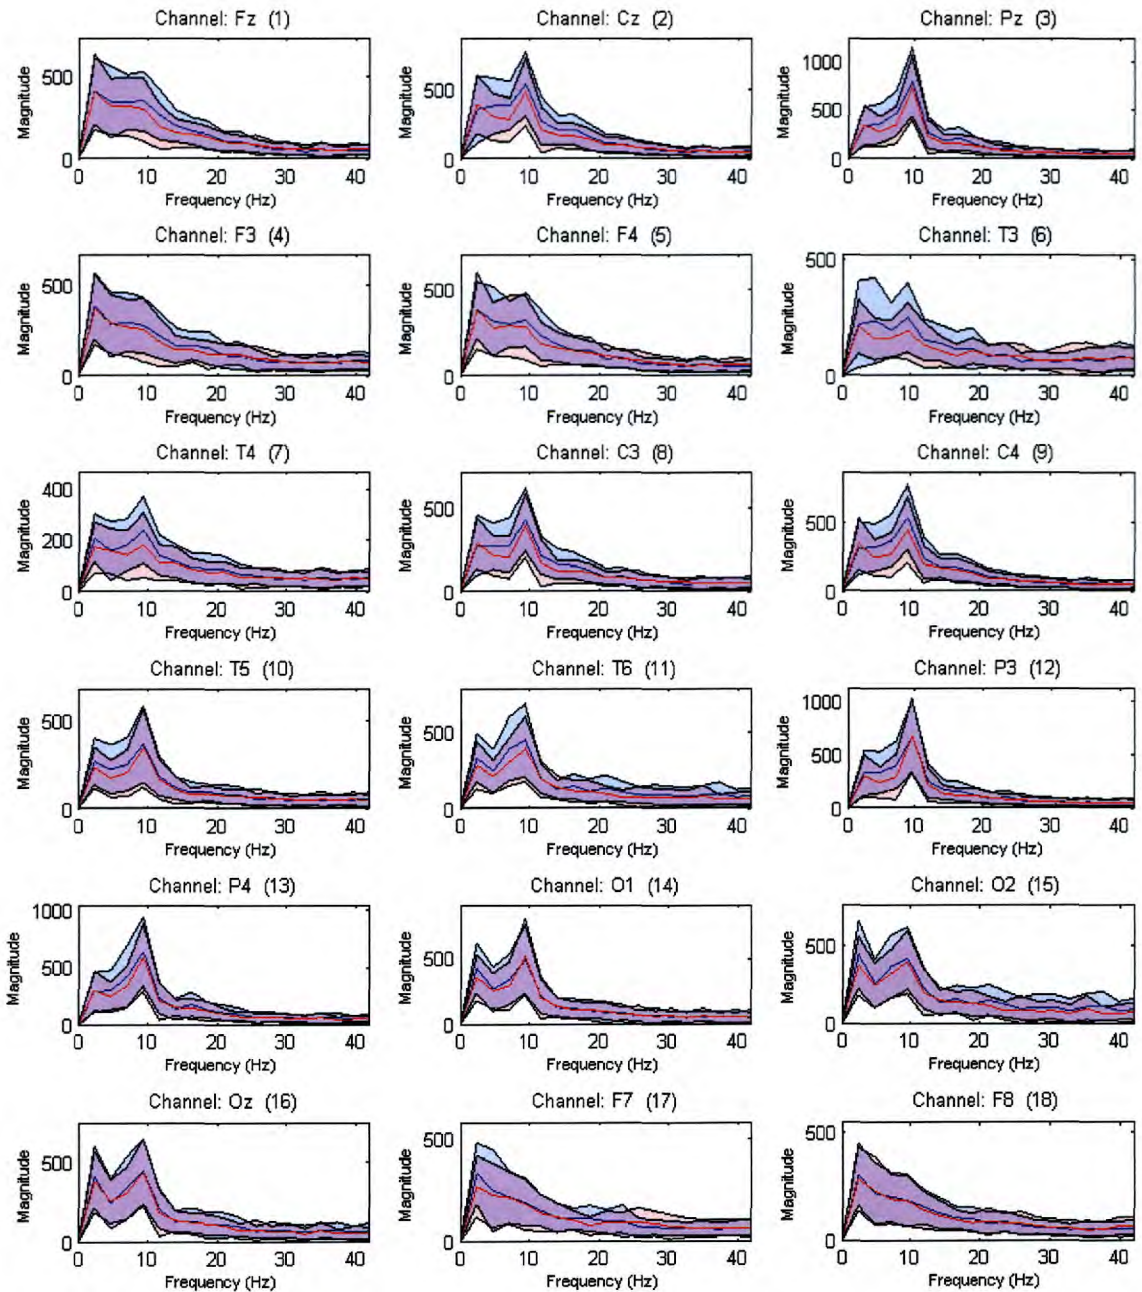 Channel: Fz (1)
Magnitude
500
0
0 10 20 30 40
Frequency (Hz)
Channel: Cz (2)
Magnitude
500
0
0 10 20 30 40
Frequency (Hz)
Channel: Pz (3)
Magnitude
1000
500
0
0 10 20 30 40
Frequency (Hz)
Channel: F3 (4)
Magnitude
500
0
0 10 20 30 40
Frequency (Hz)
Channel: F4 (5)
Magnitude
500
0
0 10 20 30 40
Frequency (Hz)
Channel: T3 (6)
Magnitude
500
0
0 10 20 30 40
Frequency (Hz)
Channel: T4 (7)
Magnitude
400
200
0
0 10 20 30 40
Frequency (Hz)
Channel: C3 (8)
Magnitude
500
0
0 10 20 30 40
Frequency (Hz)
Channel: C4 (9)
Magnitude
500
0
0 10 20 30 40
Frequency (Hz)
Channel: T5 (10)
Magnitude
500
0
0 10 20 30 40
Frequency (Hz)
Channel: T6 (11)
Magnitude
500
0
0 10 20 30 40
Frequency (Hz)
Channel: P3 (12)
Magnitude
1000
500
0
0 10 20 30 40
Frequency (Hz)
Channel: P4 (13)
Magnitude
1000
500
0
0 10 20 30 40
Frequency (Hz)
Channel: O1 (14)
Magnitude
500
0
0 10 20 30 40
Frequency (Hz)
Channel: O2 (15)
Magnitude
500
0
0 10 20 30 40
Frequency (Hz)
Channel: Oz (16)
Magnitude
500
0
0 10 20 30 40
Frequency (Hz)
Channel: F7 (17)
Magnitude
500
0
0 10 20 30 40
Frequency (Hz)
Channel: F8 (18)
Magnitude
500
0
0 10 20 30 40
Frequency (Hz)